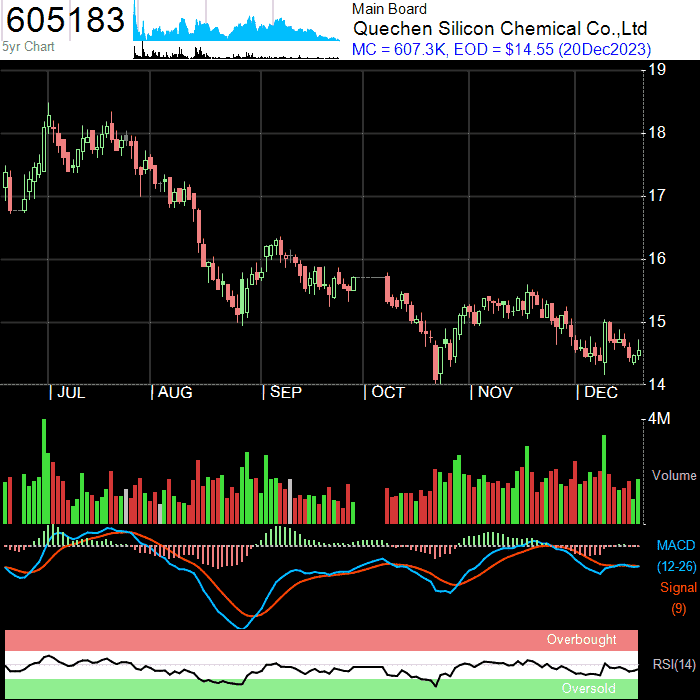 605183
5yr Chart
Main Board
Quechen Silicon Chemical Co.,Ltd
MC = 607.3K, EOD = $14.55 (20Dec2023)
19
18
17
16
15
14
JUL AUG SEP OCT NOV DEC
4M
Volume
MACD
(12-26)
Signal
(9)
Overbought
RSI(14)
Oversold